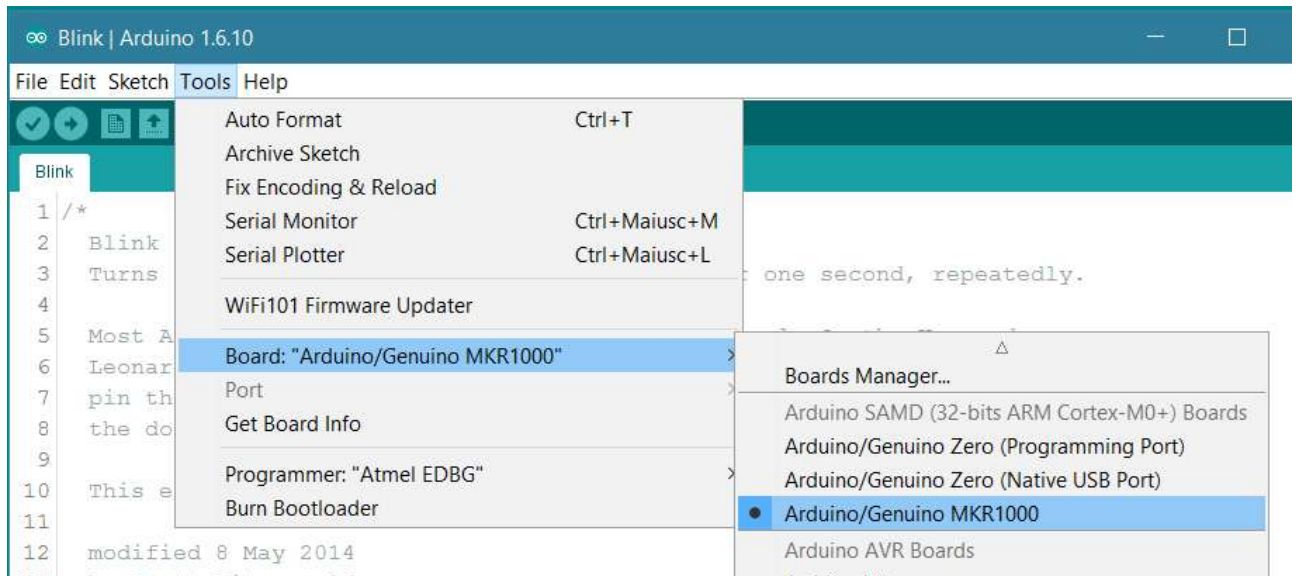 Blink | Arduino 1.6.10
File Edit Sketch Tools Help
Auto Format Ctrl+T
Archive Sketch
Fix Encoding & Reload
Serial Monitor Ctrl+Maiusc+M
Serial Plotter Ctrl+Maiusc+L
WiFi101 Firmware Updater
Board: "Arduino/Genuino MKR1000"
Port
Get Board Info
Programmer: "Atmel EDBG"
Burn Bootloader
Boards Manager...
Arduino SAMD (32-bits ARM Cortex-M0+) Boards
Arduino/Genuino Zero (Programming Port)
Arduino/Genuino Zero (Native USB Port)
Arduino/Genuino MKR1000
Arduino AVR Boards
Blink
1 /*
2 Blink
3 Turns one second, repeatedly.
4
5 Most A
6 Leonar
7 pin th
8 the do
9
10 This e
11
12 modified 8 May 2014